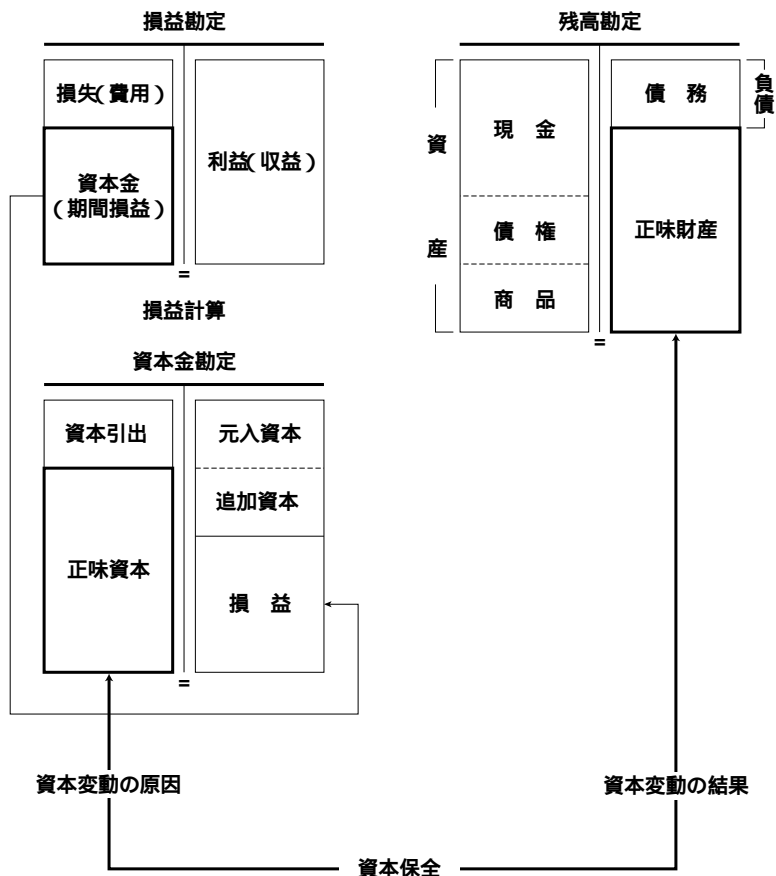 損益勘定
損失(費用)
資本金
(期間損益)
利益(収益)
=
損益計算
残高勘定
資
産
現 金
債 権
商 品
債 務
負
債
正味財産
=
資本金勘定
資本引出
正味資本
元入資本
追加資本
損 益
=
資本変動の原因
資本変動の結果
資本保全